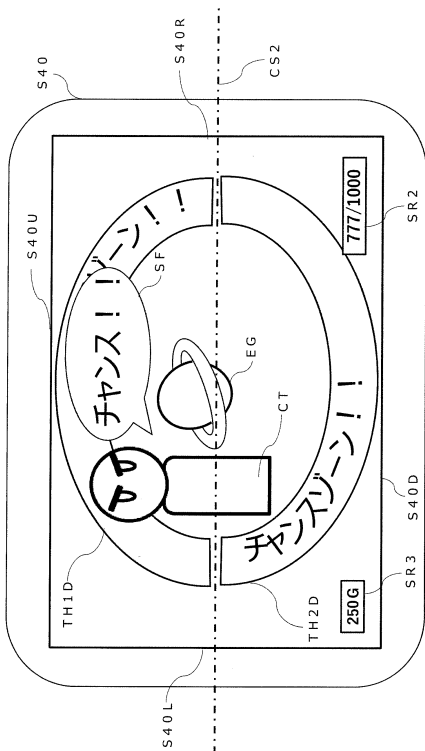 S40U
S40
TH1D
チャンス！！
ゾーン！！
SF
S40L
S40R
EG
CS2
CT
チャンスゾーン！！
TH2D
250G
777/1000
SR3
S40D
SR2